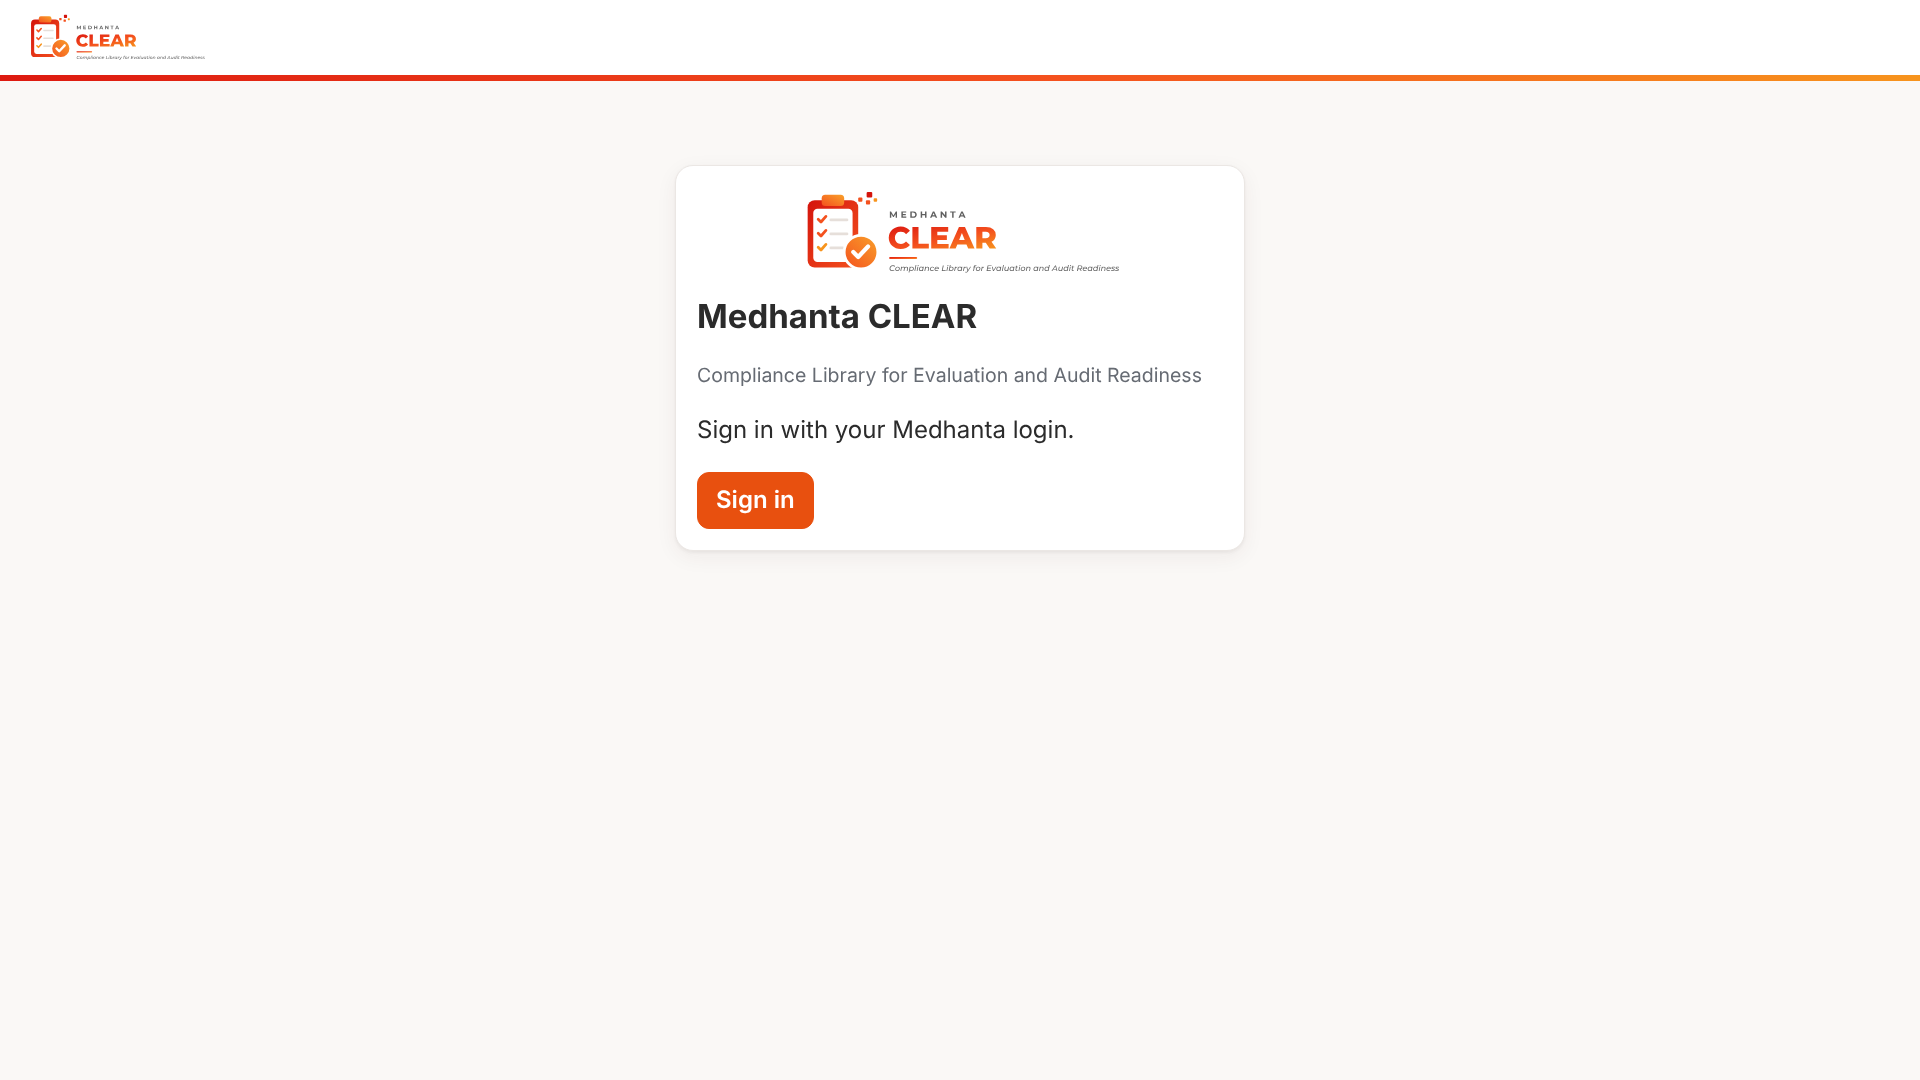 MEDHANTA
CLEAR
Compliance Library for Evaluation and Audit Readiness
MEDHANTA
CLEAR
Compliance Library for Evaluation and Audit Readiness
Medhanta CLEAR
Compliance Library for Evaluation and Audit Readiness
Sign in with your Medhanta login.
Sign in